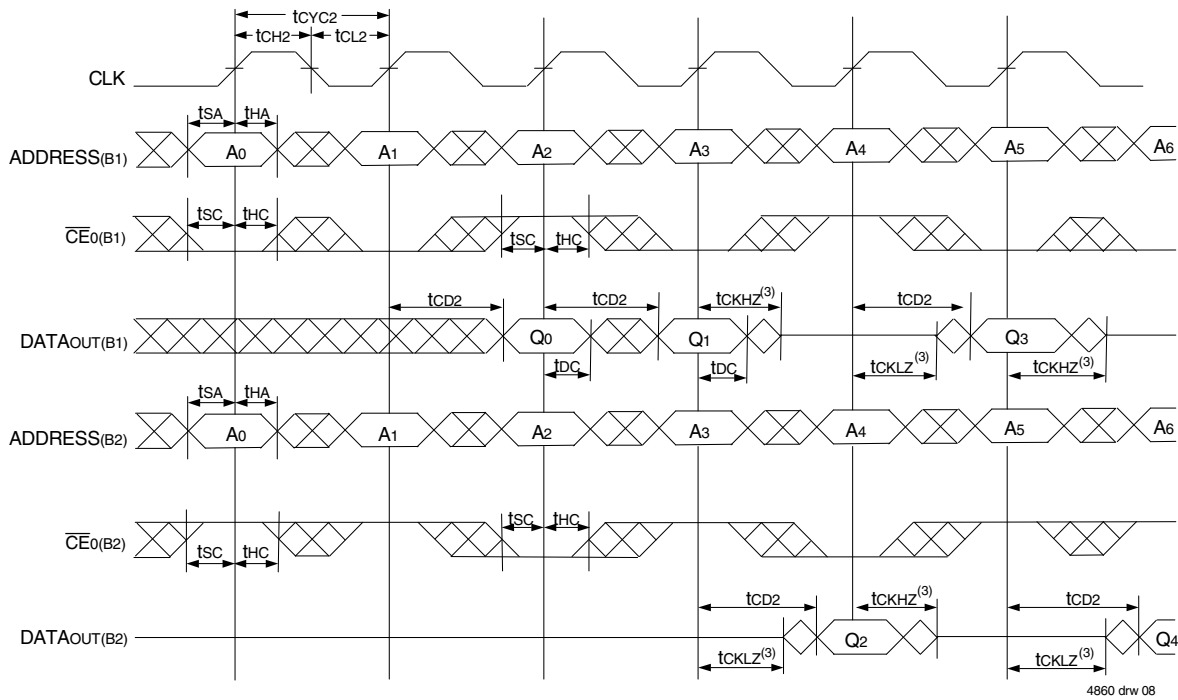 tCYC2
tCH2 tCL2
CLK
tSA tHA
ADDRESS(B1) A0 A1 A2 A3 A4 A5 A6
tSC tHC
CE0(B1) tSC tHC
tCD2 tCD2 tCKHZ(3) tCD2
DATAOUT(B1) Q0 Q1 Q3
tDC tDC tCKLZ(3) tCKHZ(3)
tSA tHA
ADDRESS(B2) A0 A1 A2 A3 A4 A5 A6
tSC tHC
CE0(B2)
tSC tHC
tCD2 tCKHZ(3) tCD2
DATAOUT(B2) Q2 Q4
tCKLZ(3) tCKLZ(3)
4860 drw 08